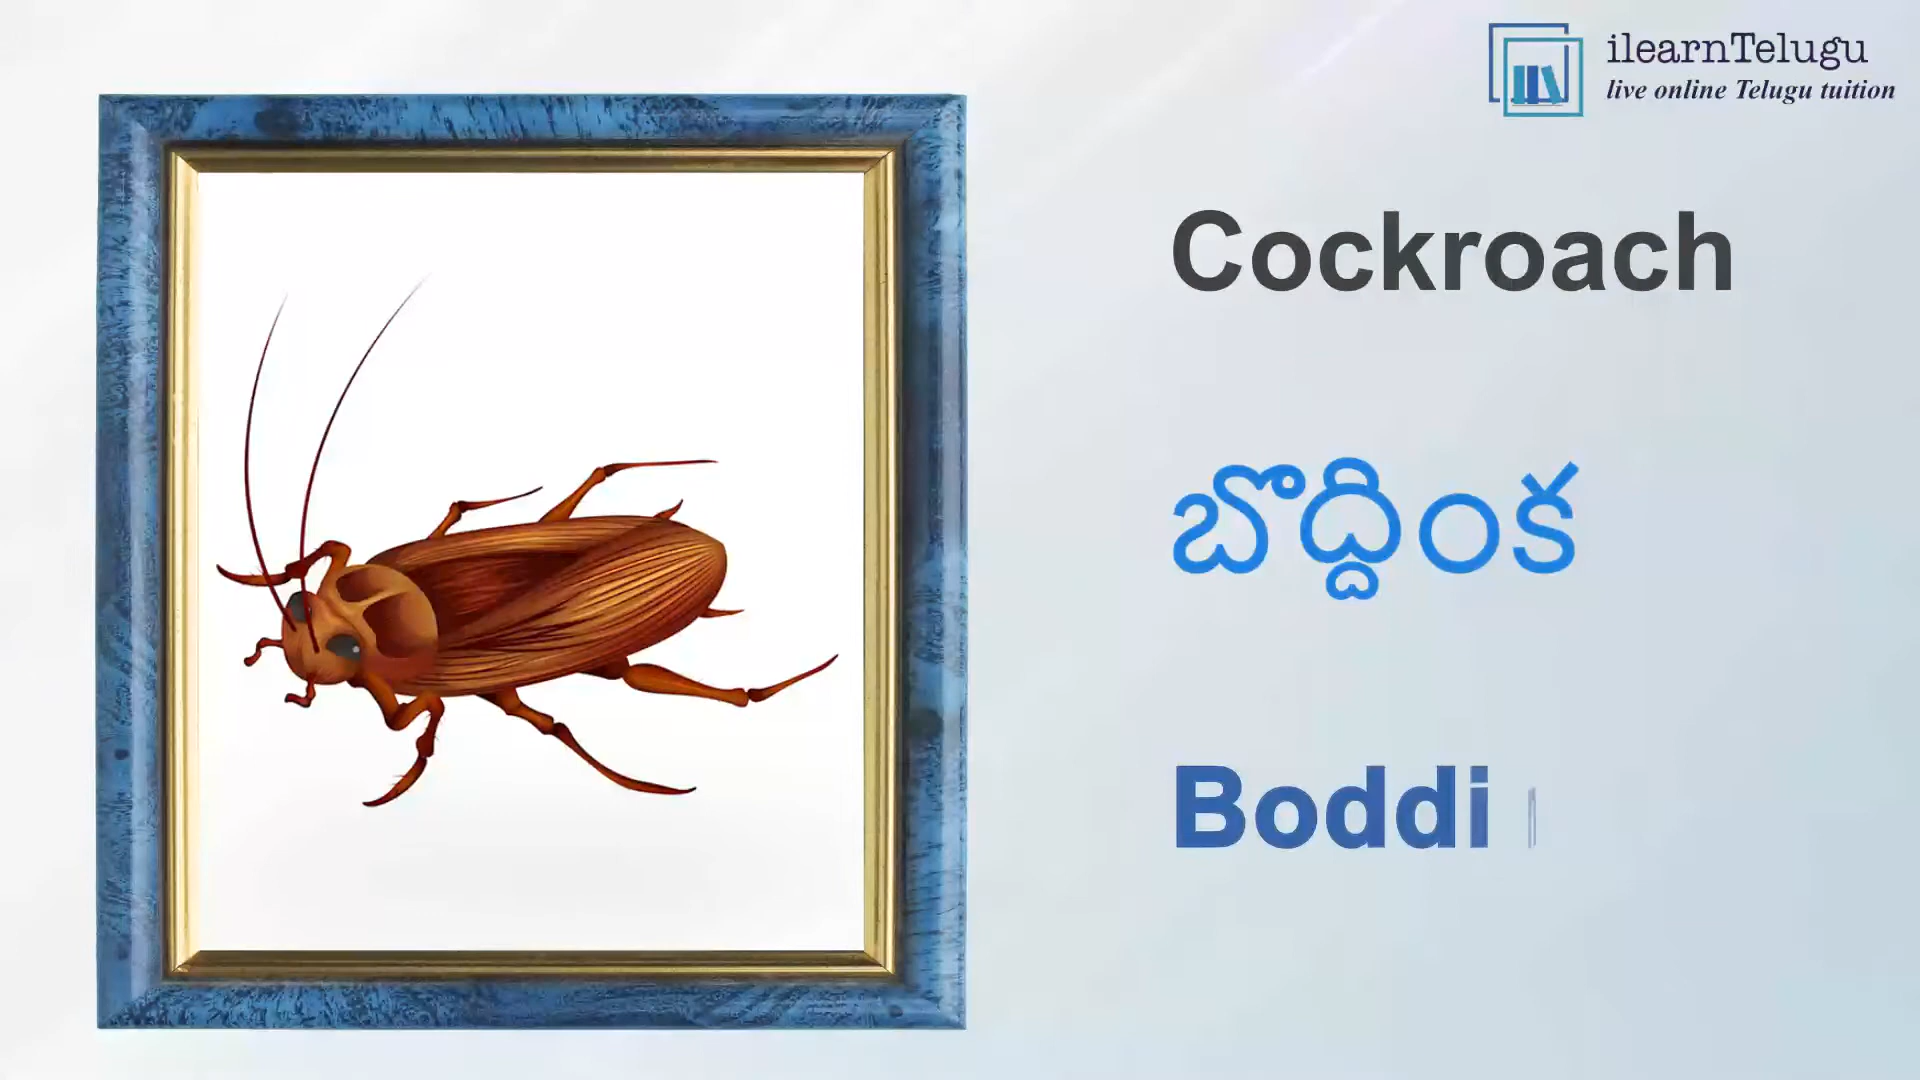 ilearnTelugu
live online Telugu tuition
Cockroach
బొద్దింక
Boddi